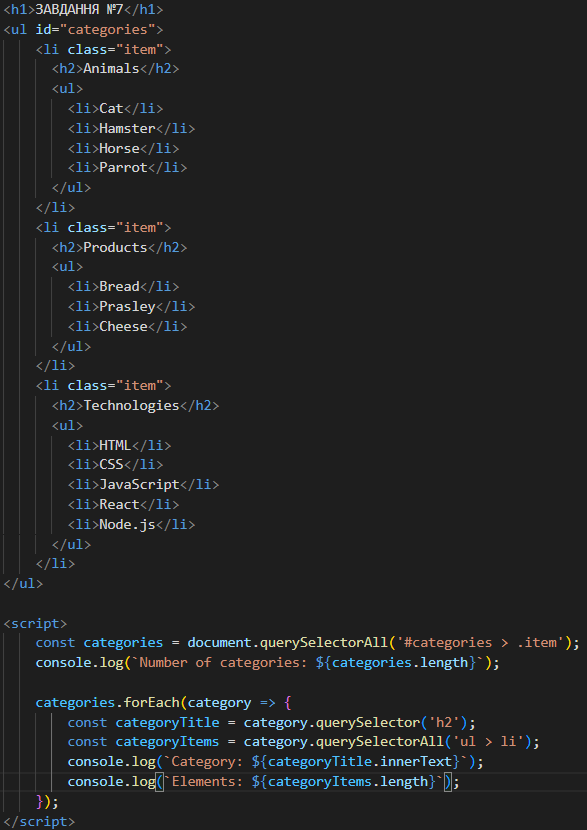 <h1>ЗАВДАННЯ №7</h1>
<ul id="categories">
    <li class="item">
      <h2>Animals</h2>
      <ul>
        <li>Cat</li>
        <li>Hamster</li>
        <li>Horse</li>
        <li>Parrot</li>
      </ul>
    </li>
    <li class="item">
      <h2>Products</h2>
      <ul>
        <li>Bread</li>
        <li>Prasley</li>
        <li>Cheese</li>
      </ul>
    </li>
    <li class="item">
      <h2>Technologies</h2>
      <ul>
        <li>HTML</li>
        <li>CSS</li>
        <li>JavaScript</li>
        <li>React</li>
        <li>Node.js</li>
      </ul>
    </li>
</ul>

<script>
    const categories = document.querySelectorAll('#categories > .item');
    console.log(`Number of categories: ${categories.length}`);

    categories.forEach(category => {
        const categoryTitle = category.querySelector('h2');
        const categoryItems = category.querySelectorAll('ul > li');
        console.log(`Category: ${categoryTitle.innerText}`);
        console.log(`Elements: ${categoryItems.length}`);
    });
</script>